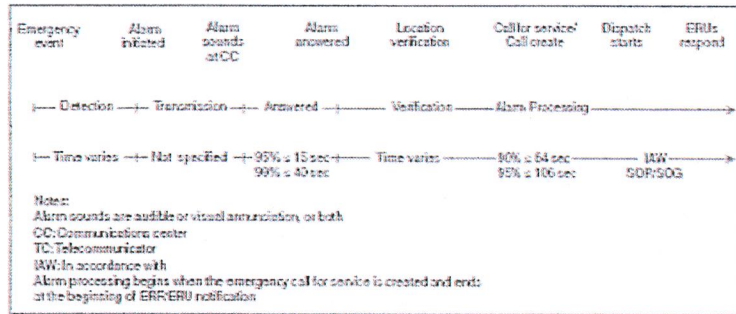 Emergency event
Alarm initiated
Alarm sounds at CC
Alarm answered
Location verification
Call for service/ Call create
Dispatch starts
ERUs respond
Detection Transmission Answered Verification Alarm Processing
Time varies Not specified 95% ≤ 15 sec Time varies 90% ≤ 64 sec IAW
99% ≤ 40 sec 95% ≤ 106 sec SOP/SOG
Notes:
Alarm sounds are audible or visual annunciation, or both
CC: Communications center
TC: Telecommunicator
IAW: In accordance with
Alarm processing begins when the emergency call for service is created and ends
at the beginning of ERF/ERU notification